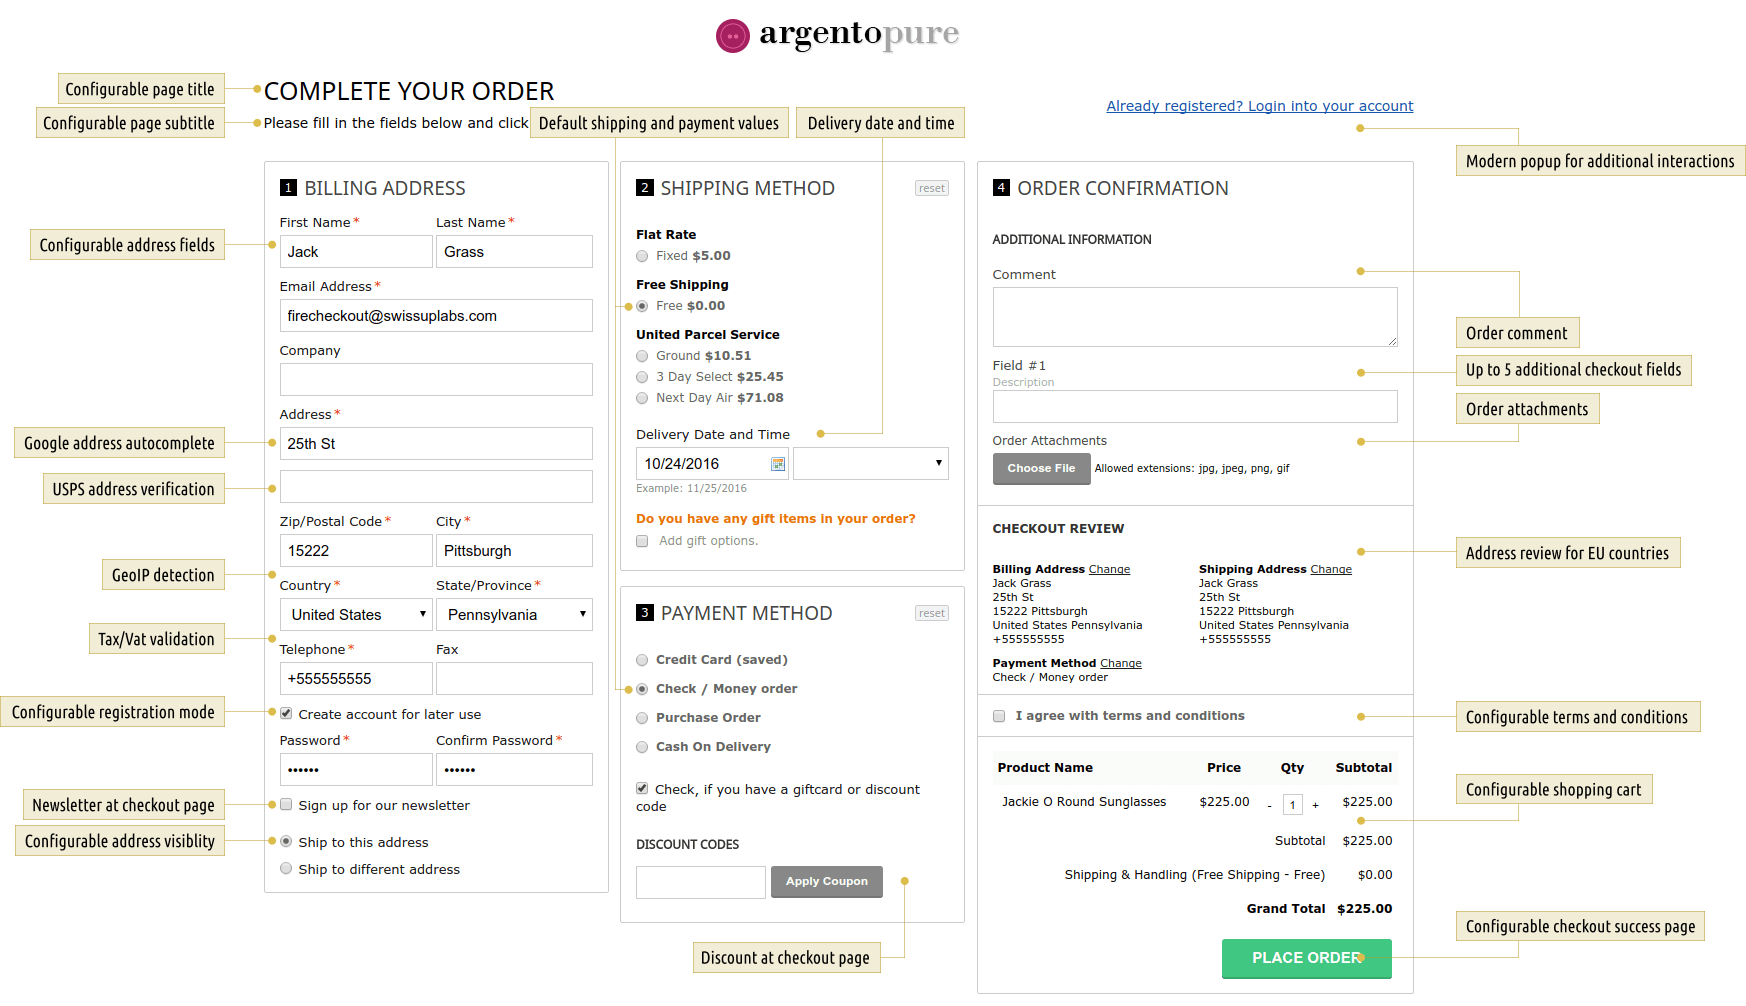 argentopure
Configurable page title
COMPLETE YOUR ORDER
Already registered? Login into your account
Configurable page subtitle
Please fill in the fields below and click
Default shipping and payment values
Delivery date and time
Modern popup for additional interactions
1 BILLING ADDRESS
First Name*
Last Name*
Configurable address fields
Jack
Grass
Email Address*
firecheckout@swissuplabs.com
Company
Address*
Google address autocomplete
25th St
USPS address verification
Zip/Postal Code*
City*
15222
Pittsburgh
GeoIP detection
Country*
State/Province*
United States
Pennsylvania
Tax/Vat validation
Telephone*
Fax
+555555555
Configurable registration mode
Create account for later use
Password*
Confirm Password*
••••••
••••••
Newsletter at checkout page
Sign up for our newsletter
Configurable address visiblity
Ship to this address
Ship to different address
2 SHIPPING METHOD
reset
Flat Rate
Fixed $5.00
Free Shipping
Free $0.00
United Parcel Service
Ground $10.51
3 Day Select $25.45
Next Day Air $71.08
Delivery Date and Time
10/24/2016
Example: 11/25/2016
Do you have any gift items in your order?
Add gift options.
3 PAYMENT METHOD
reset
Credit Card (saved)
Check / Money order
Purchase Order
Cash On Delivery
Check, if you have a giftcard or discount
code
DISCOUNT CODES
Apply Coupon
Discount at checkout page
4 ORDER CONFIRMATION
ADDITIONAL INFORMATION
Comment
Order comment
Field #1
Description
Up to 5 additional checkout fields
Order attachments
Order Attachments
Choose File
Allowed extensions: jpg, jpeg, png, gif
CHECKOUT REVIEW
Address review for EU countries
Billing Address Change
Jack Grass
25th St
15222 Pittsburgh
United States Pennsylvania
+555555555
Shipping Address Change
Jack Grass
25th St
15222 Pittsburgh
United States Pennsylvania
+555555555
Payment Method Change
Check / Money order
I agree with terms and conditions
Configurable terms and conditions
Product Name Price Qty Subtotal
Jackie O Round Sunglasses $225.00 - 1 + $225.00
Configurable shopping cart
Subtotal $225.00
Shipping & Handling (Free Shipping - Free) $0.00
Grand Total $225.00
Configurable checkout success page
PLACE ORDER